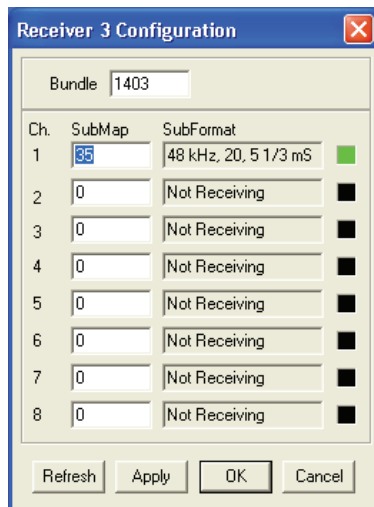 Receiver 3 Configuration
Bundle 1403
Ch. SubMap SubFormat
1 35 48 kHz, 20, 5 1/3 mS
2 0 Not Receiving
3 0 Not Receiving
4 0 Not Receiving
5 0 Not Receiving
6 0 Not Receiving
7 0 Not Receiving
8 0 Not Receiving
Refresh Apply OK Cancel